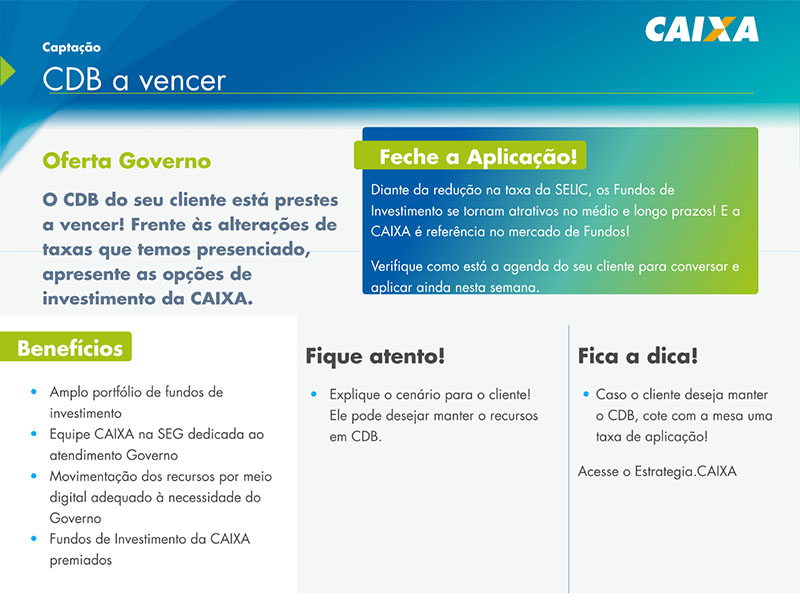 CAIXA
Captação
CDB a vencer
Oferta Governo
O CDB do seu cliente está prestes
a vencer! Frente às alterações de
taxas que temos presenciado,
apresente as opções de
investimento da CAIXA.
Feche a Aplicação!
Diante da redução na taxa da SELIC, os Fundos de
Investimento se tornam atrativos no médio e longo prazos! E a
CAIXA é referência no mercado de Fundos!
Verifique como está a agenda do seu cliente para conversar e
aplicar ainda nesta semana.
Benefícios
Amplo portfólio de fundos de
investimento
Equipe CAIXA na SEG dedicada ao
atendimento Governo
Movimentação dos recursos por meio
digital adequado à necessidade do
Governo
Fundos de Investimento da CAIXA
premiados
Fique atento!
Explique o cenário para o cliente!
Ele pode desejar manter o recursos
em CDB.
Fica a dica!
Caso o cliente deseja manter
o CDB, cote com a mesa uma
taxa de aplicação!
Acesse o Estrategia.CAIXA